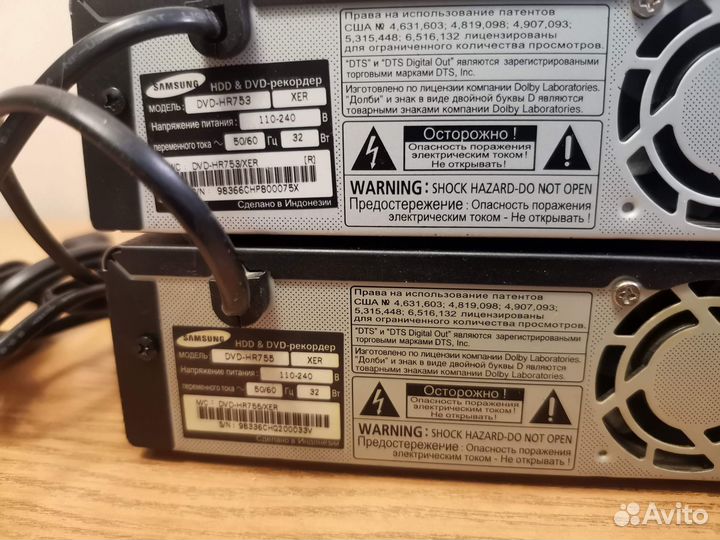 SAMSUNG HDD & DVD-рекордер
МОДЕЛЬ: DVD-HR753 XER
Напряжение питания: 110-240 В
переменного тока ~ 50/60 Гц 32 Вт
M/C: DVD-HR753/XER [R]
S/N 98366CHP800075X
Сделано в Индонезии
Права на использование патентов
США № 4,631,603; 4,819,098; 4,907,093;
5,315,448; 6,516,132 лицензированы
для ограниченного количества просмотров.
"DTS" и "DTS Digital Out" являются зарегистрированными
торговыми марками DTS, Inc.
Изготовлено по лицензии компании Dolby Laboratories.
"Долби" и знак в виде двойной буквы D являются
товарными знаками компании Dolby Laboratories.
Осторожно !
Опасность поражения
электрическим током !
Не открывать !
WARNING : SHOCK HAZARD-DO NOT OPEN
Предостережение : Опасность поражения
электрическим током - Не открывать !
SAMSUNG HDD & DVD-рекордер
МОДЕЛЬ DVD-HR755 XER
Напряжение питания : 110-240 В
переменного тока ~ 50/60 Гц 32 Вт
M/C: DVD-HR755/XER
S/N : 98336CHQ200033V
Сделано в Индонезии
Права на использование патентов
США № 4,631,603; 4,819,098; 4,907,093;
5,315,448; 6,516,132 лицензированы
для ограниченного количества просмотров.
"DTS" и "DTS Digital Out" являются зарегистрированными
торговыми марками DTS, Inc.
Изготовлено по лицензии компании Dolby Laboratories.
"Долби" и знак в виде двойной буквы D являются
товарными знаками компании Dolby Laboratories.
Осторожно !
Опасность поражения
электрическим током !
Не открывать !
WARNING : SHOCK HAZARD-DO NOT OPEN
Предостережение : Опасность поражения
электрическим током - Не открывать !
Avito